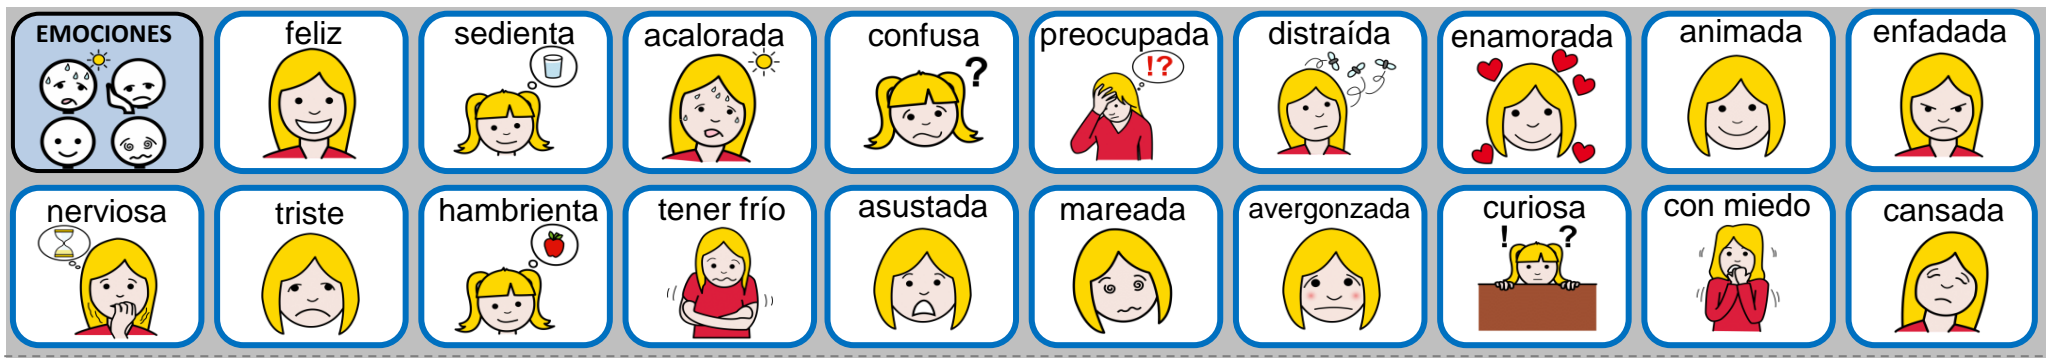 EMOCIONES
feliz
sedienta
acalorada
confusa
?
preocupada
!?
distraída
enamorada
animada
enfadada
nerviosa
triste
hambrienta
tener frío
asustada
mareada
avergonzada
curiosa
! ?
con miedo
cansada